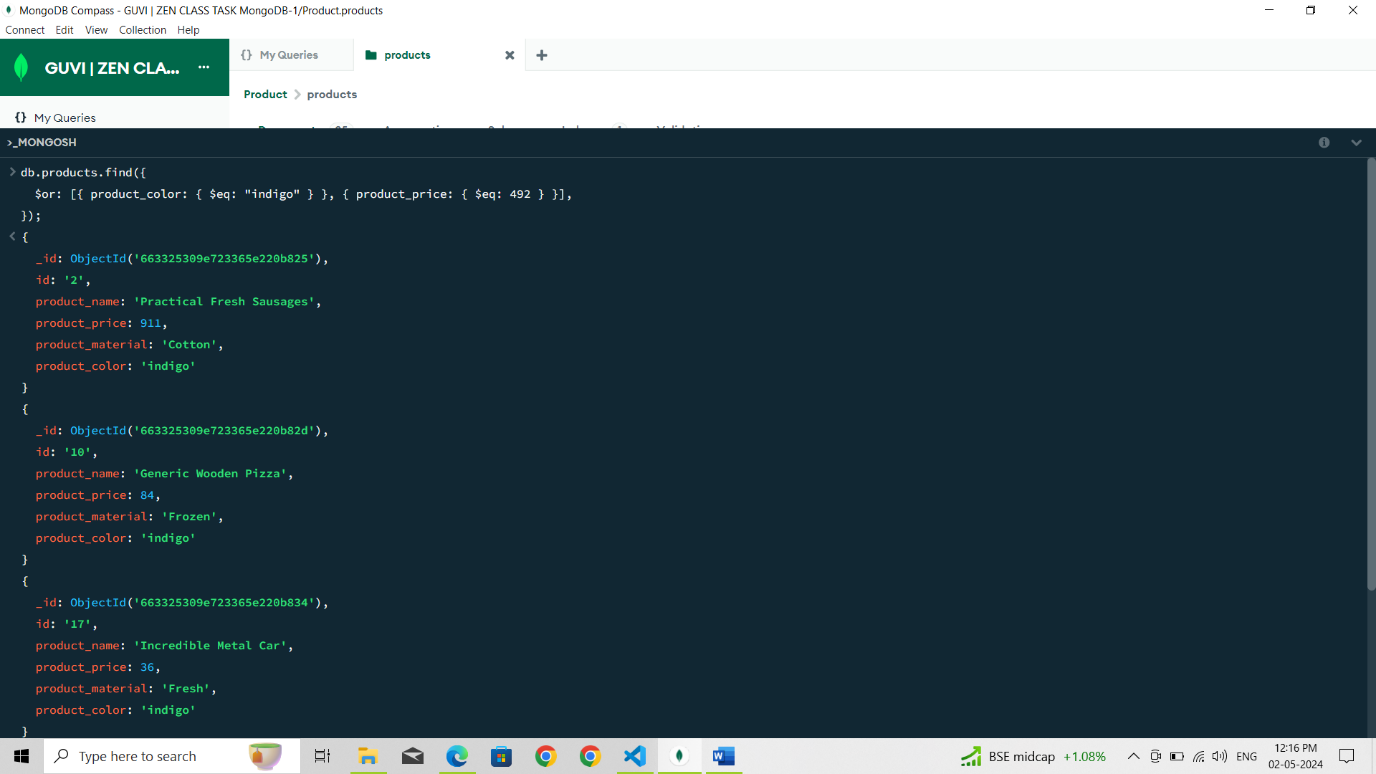 MongoDB Compass - GUVI | ZEN CLASS TASK MongoDB-1/Product.products
Connect Edit View Collection Help
GUVI | ZEN CLA... ...
{} My Queries
products
Product > products
{} My Queries
>_MONGOSH
> db.products.find({
$or: [{ product_color: { $eq: "indigo" } }, { product_price: { $eq: 492 } }],
});
< {
_id: ObjectId('663325309e723365e220b825'),
id: '2',
product_name: 'Practical Fresh Sausages',
product_price: 911,
product_material: 'Cotton',
product_color: 'indigo'
}
{
_id: ObjectId('663325309e723365e220b82d'),
id: '10',
product_name: 'Generic Wooden Pizza',
product_price: 84,
product_material: 'Frozen',
product_color: 'indigo'
}
{
_id: ObjectId('663325309e723365e220b834'),
id: '17',
product_name: 'Incredible Metal Car',
product_price: 36,
product_material: 'Fresh',
product_color: 'indigo'
}
Type here to search
BSE midcap +1.08%
ENG
12:16 PM
02-05-2024